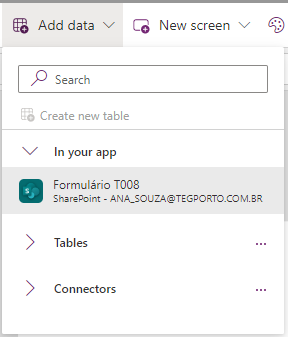 Add data
New screen
Search
Create new table
In your app
Formulário T008
SharePoint - ANA_SOUZA@TEGPORTO.COM.BR
Tables
...
Connectors
...